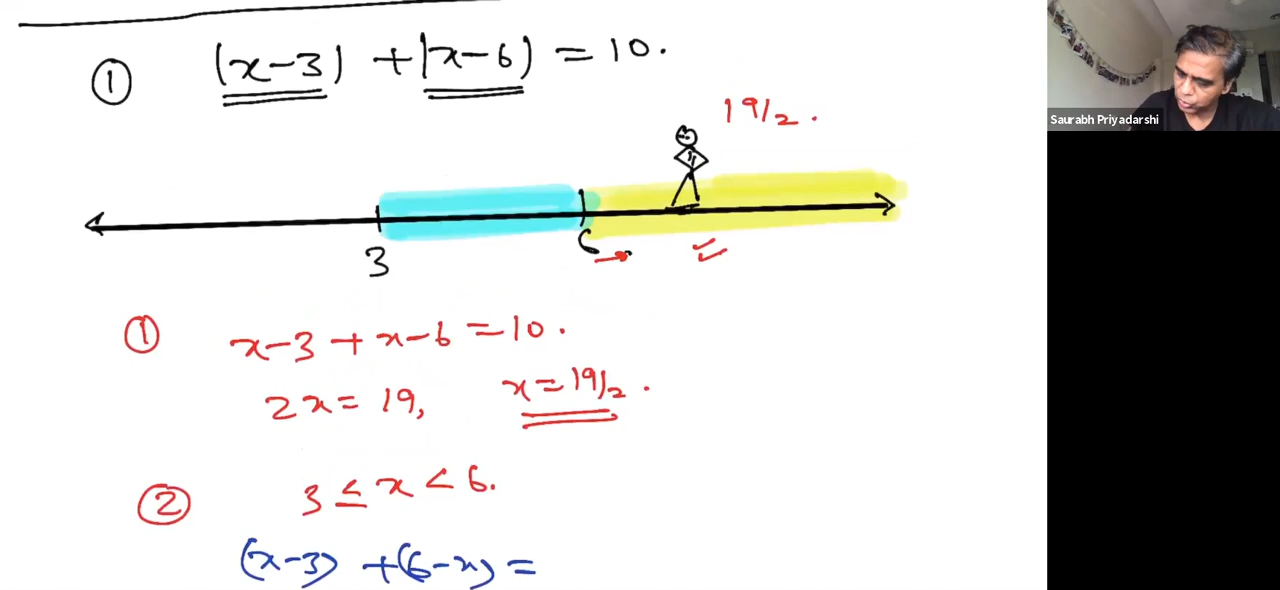 ① (x-3) + |x-6) = 10.
Saurabh Priyadarshi
19/2.
3 6
① x-3 + x-6 = 10.
2x = 19, x = 19/2.
② 3 ≤ x < 6.
(x-3) + (6-x) =